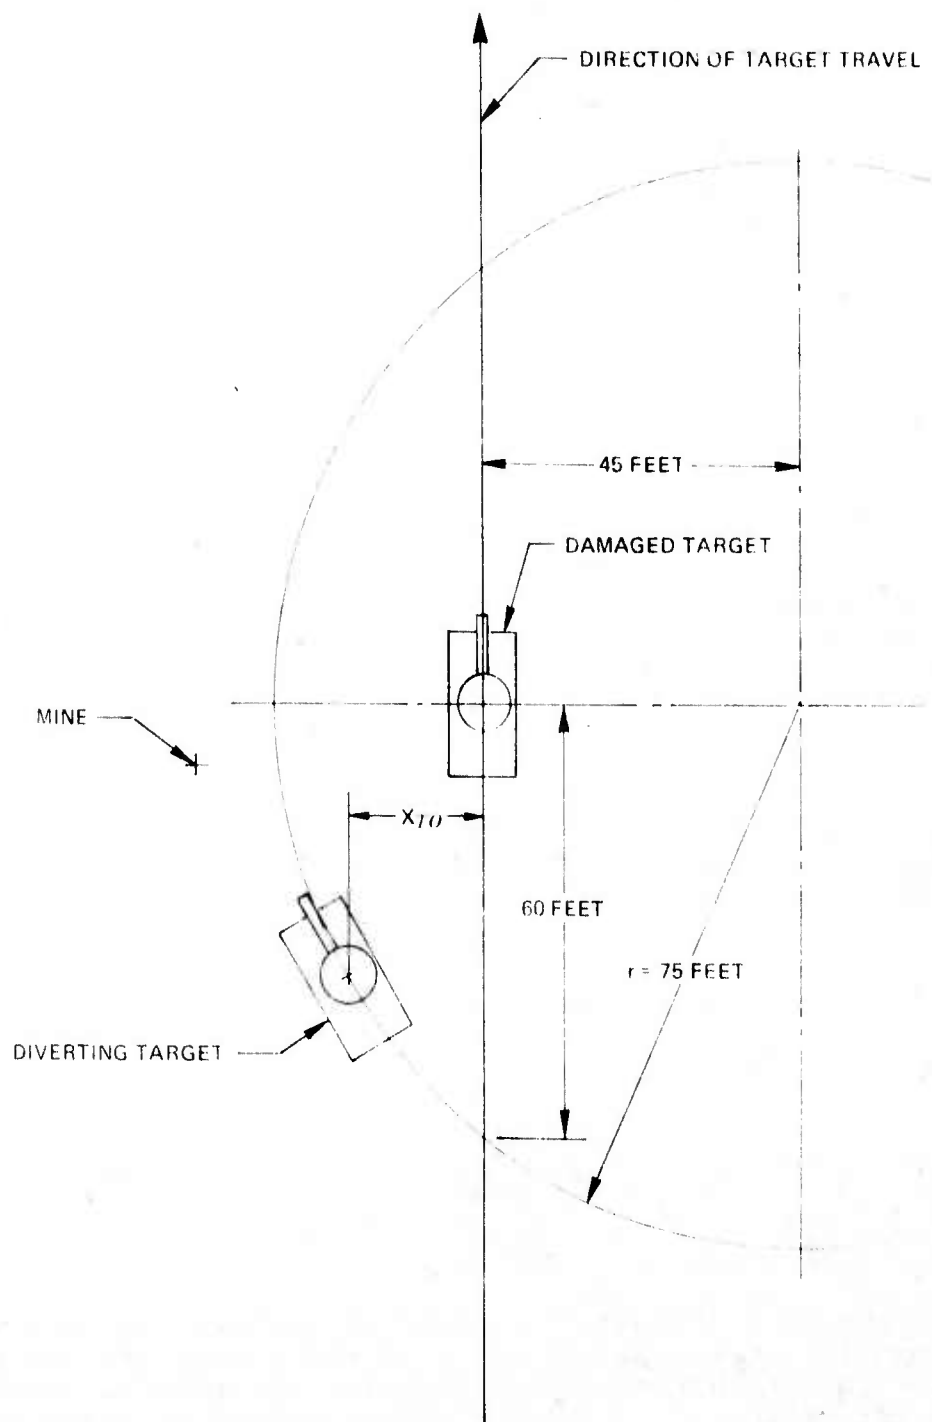 DIRECTION OF TARGET TRAVEL
45 FEET
DAMAGED TARGET
MINE
X10
60 FEET
r = 75 FEET
DIVERTING TARGET